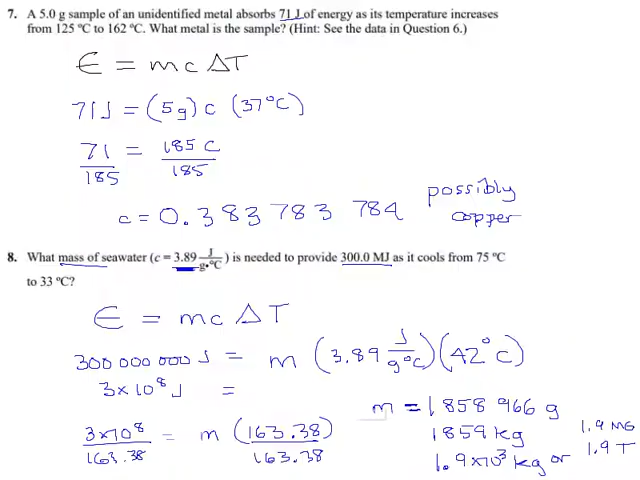 7. A 5.0 g sample of an unidentified metal absorbs 71 J of energy as its temperature increases
from 125 °C to 162 °C. What metal is the sample? (Hint: See the data in Question 6.)
E = mcΔT
71J = (5g) c (37°C)
71/185 = 185 c/185
c = 0.383 783 784
possibly
copper
8. What mass of seawater (c = 3.89 J/g•°C) is needed to provide 300.0 MJ as it cools from 75 °C
to 33 °C?
E = mcΔT
300 000 000 J = m (3.89 J/g°C)(42°C)
3×10⁸ J =
3×10⁸/163.38 = m (163.38)/163.38
m = 1 858 966 g
1859 kg
1.9×10³ kg or
1.9 MG
1.9 T